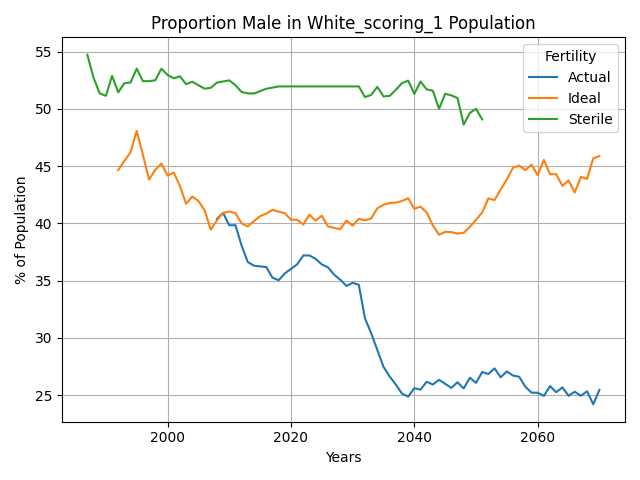 Proportion Male in White_scoring_1 Population
Fertility
Actual
Ideal
Sterile
% of Population
55
50
45
40
35
30
25
2000
2020
2040
2060
Years